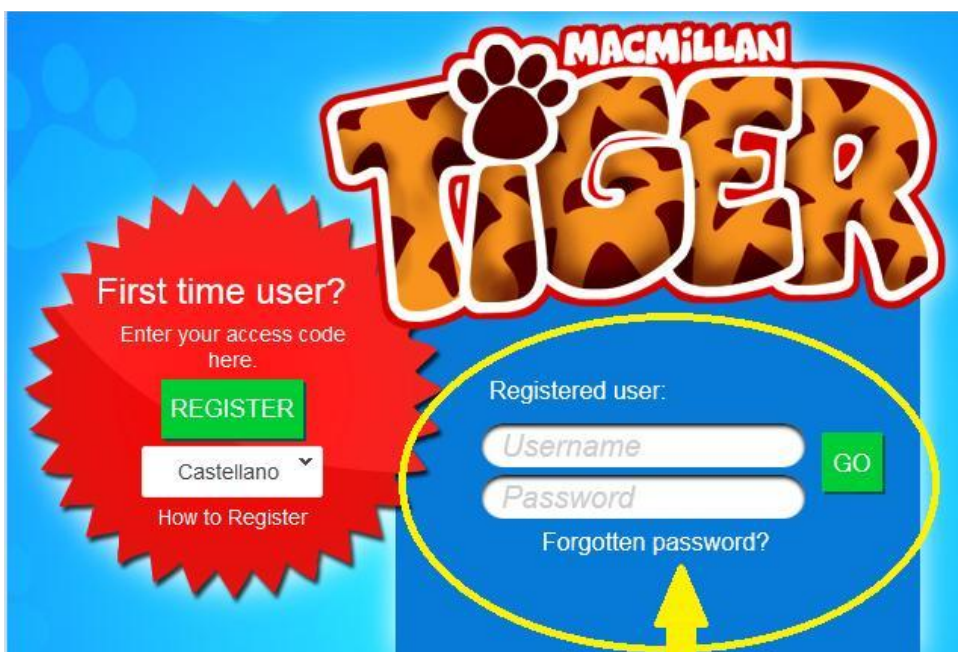 MACMiLLAN
TiGER
First time user?
Enter your access code
here.
REGISTER
Castellano
How to Register
Registered user:
Username
Password
GO
Forgotten password?